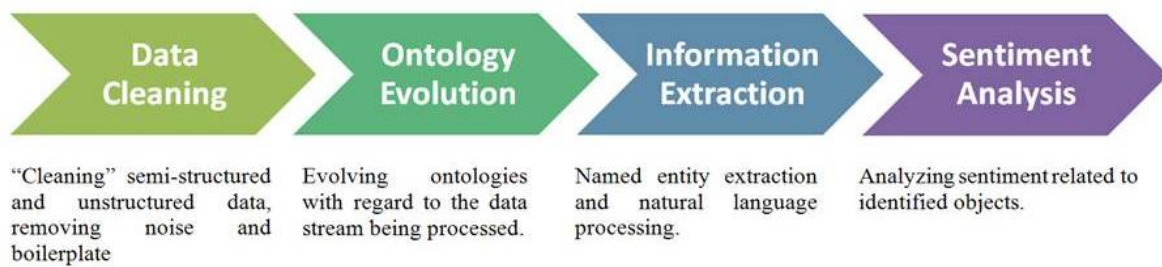 Data
Cleaning
Ontology
Evolution
Information
Extraction
Sentiment
Analysis
“Cleaning” semi-structured
and unstructured data,
removing noise and
boilerplate
Evolving ontologies
with regard to the data
stream being processed.
Named entity extraction
and natural language
processing.
Analyzing sentiment related to
identified objects.